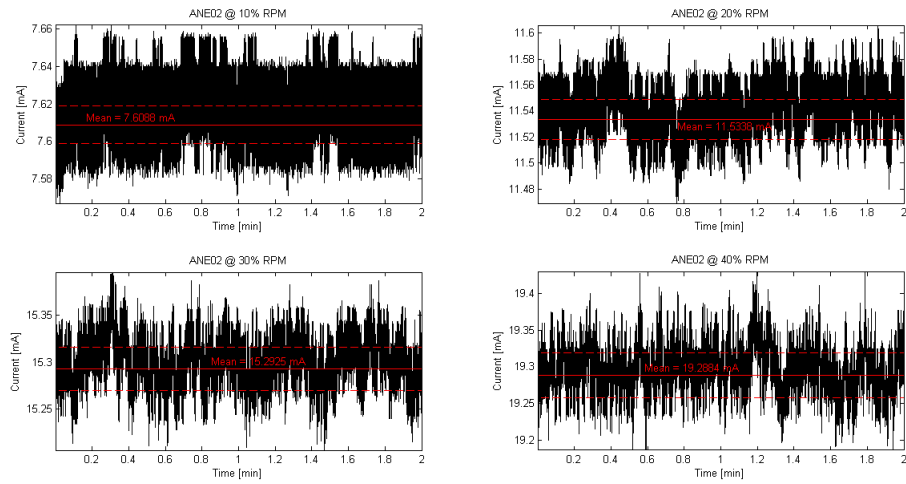 ANE02 @ 10% RPM
7.66
7.64
7.62
7.6
7.58
Current [mA]
Mean = 7.6088 mA
0.2 0.4 0.6 0.8 1 1.2 1.4 1.6 1.8 2
Time [min]
ANE02 @ 20% RPM
11.6
11.56
11.54
11.52
11.5
11.48
Current [mA]
Mean = 11.5338 mA
0.2 0.4 0.6 0.8 1 1.2 1.4 1.6 1.8 2
Time [min]
ANE02 @ 30% RPM
15.35
15.3
15.25
Current [mA]
Mean = 15.2925 mA
0.2 0.4 0.6 0.8 1 1.2 1.4 1.6 1.8 2
Time [min]
ANE02 @ 40% RPM
19.4
19.35
19.3
19.25
19.2
Current [mA]
Mean = 19.2884 mA
0.2 0.4 0.6 0.8 1 1.2 1.4 1.6 1.8 2
Time [min]